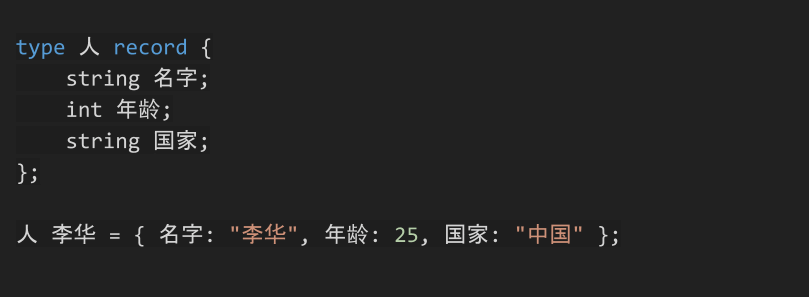 type 人 record {
    string 名字;
    int 年龄;
    string 国家;
};
人 李华 = { 名字: "李华", 年龄: 25, 国家: "中国" };